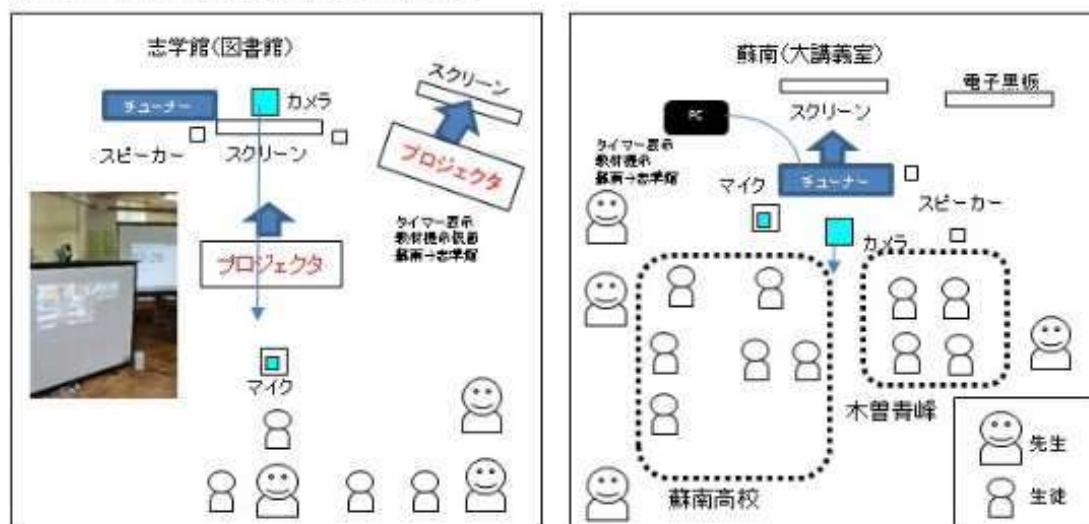 志学館(図書館)
チューナー
カメラ
スピーカー
スクリーン
スクリーン
プロジェクタ
タイマー表示
教材提示仮面
蘇南→志学館
プロジェクタ
マイク
蘇南(大講義室)
スクリーン
電子黒板
PC
タイマー表示
教材提示
蘇南→志学館
マイク
チューナー
スピーカー
カメラ
木曽青峰
蘇南高校
先生
生徒